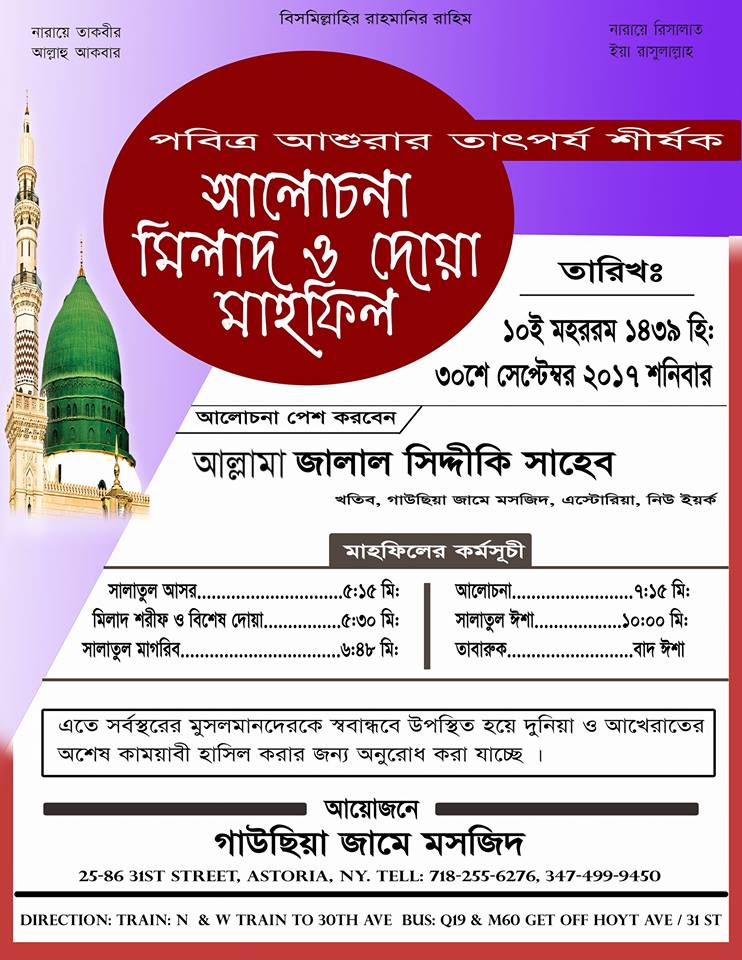 বিসমিল্লাহির রাহমানির রাহিম
নারায়ে তাকবীর
আল্লাহু আকবার
নারায়ে রিসালাত
ইয়া রাসুলাল্লাহ
পবিত্র আশুরার তাৎপর্য শীর্ষক
আলোচনা
মিলাদ ও দোয়া
মাহফিল
তারিখঃ
১০ই মহররম ১৪৩৯ হি:
৩০শে সেপ্টেম্বর ২০১৭ শনিবার
আলোচনা পেশ করবেন
আল্লামা জালাল সিদ্দীকি সাহেব
খতিব, গাউছিয়া জামে মসজিদ, এস্টোরিয়া, নিউ ইয়র্ক
মাহফিলের কর্মসূচী
সালাতুল আসর..............................৫:১৫ মি:
মিলাদ শরীফ ও বিশেষ দোয়া................৫:৩০ মি:
সালাতুল মাগরিব................................৬:৪৮ মি:
আলোচনা.........................৭:১৫ মি:
সালাতুল ঈশা..................১০:০০ মি:
তাবারুক.........................বাদ ঈশা
এতে সর্বস্থরের মুসলমানদেরকে স্ববান্ধবে উপস্থিত হয়ে দুনিয়া ও আখেরাতের
অশেষ কাময়াবী হাসিল করার জন্য অনুরোধ করা যাচ্ছে ।
আয়োজনে
গাউছিয়া জামে মসজিদ
25-86 31ST STREET, ASTORIA, NY. TELL: 718-255-6276, 347-499-9450
DIRECTION: TRAIN: N & W TRAIN TO 30TH AVE BUS: Q19 & M60 GET OFF HOYT AVE / 31 ST